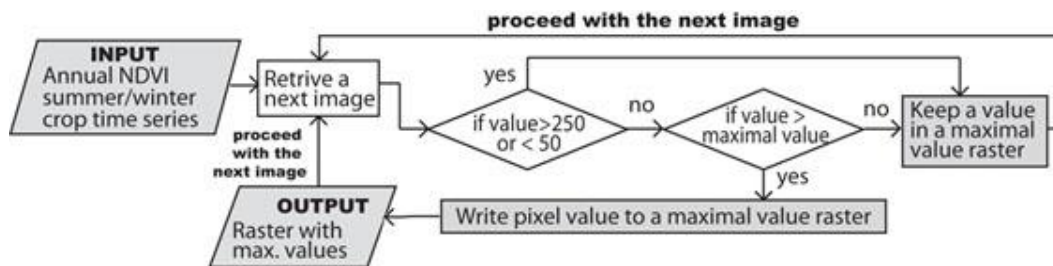 proceed with the next image
INPUT
Annual NDVI
summer/winter
crop time series
Retrive a
next image
yes
if value>250
or < 50
no
if value >
maximal value
no
Keep a value
in a maximal
value raster
proceed
with the
next image
yes
OUTPUT
Raster with
max. values
Write pixel value to a maximal value raster